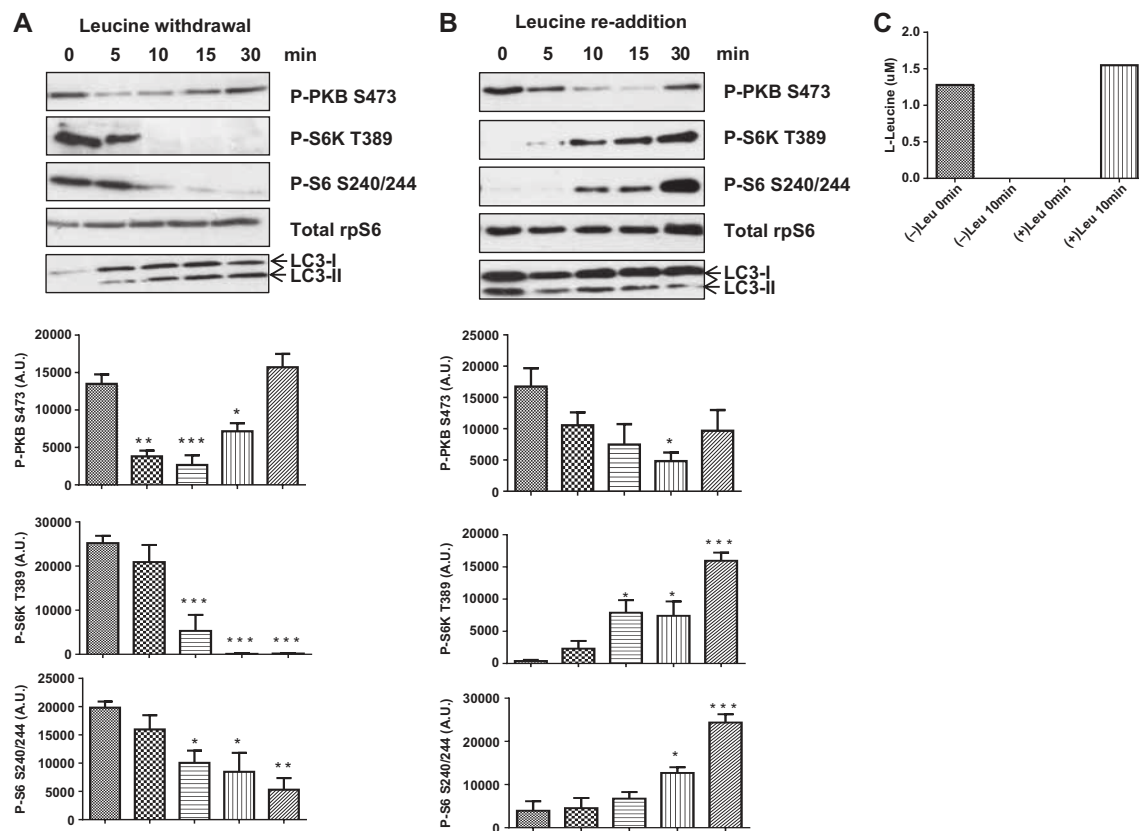 A
Leucine withdrawal
0 5 10 15 30 min
P-PKB S473
P-S6K T389
P-S6 S240/244
Total rpS6
LC3-I
LC3-II
P-PKB S473 (A.U.)
20000
15000
10000
5000
0
** *** *
P-S6K T389 (A.U.)
30000
20000
10000
0
*** *** ***
P-S6 S240/244 (A.U.)
25000
20000
15000
10000
5000
0
* * **
B
Leucine re-addition
0 5 10 15 30 min
P-PKB S473
P-S6K T389
P-S6 S240/244
Total rpS6
LC3-I
LC3-II
P-PKB S473 (A.U.)
25000
20000
15000
10000
5000
0
*
P-S6K T389 (A.U.)
20000
15000
10000
5000
0
* * ***
P-S6 S240/244 (A.U.)
30000
20000
10000
0
* ***
C
L-Leucine (uM)
2.0
1.5
1.0
0.5
0.0
(–)Leu 0min
(–)Leu 10min
(+)Leu 0min
(+)Leu 10min